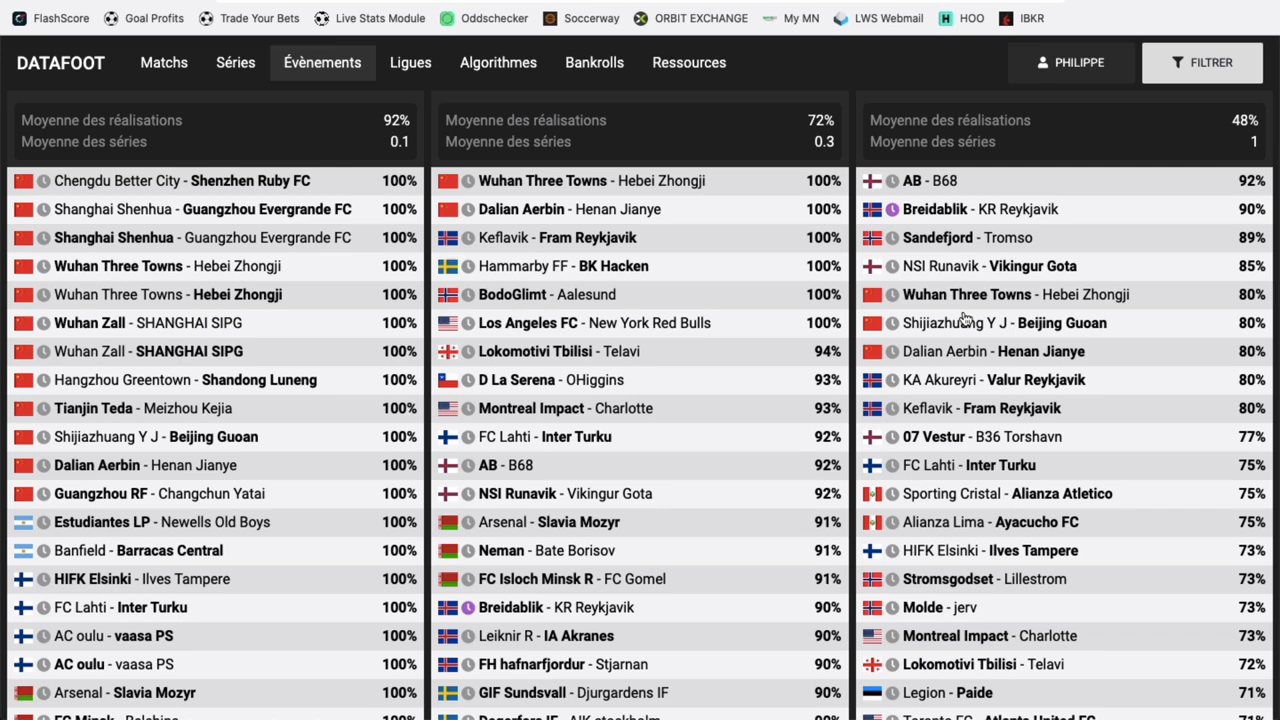 FlashScore Goal Profits Trade Your Bets Live Stats Module Oddschecker Soccerway ORBIT EXCHANGE My MN LWS Webmail HOO IBKR
DATAFOOT Matchs Séries Évènements Ligues Algorithmes Bankrolls Ressources PHILIPPE FILTRER
Moyenne des réalisations 92%
Moyenne des séries 0.1
Chengdu Better City - Shenzhen Ruby FC 100%
Shanghai Shenhua - Guangzhou Evergrande FC 100%
Shanghai Shenhua - Guangzhou Evergrande FC 100%
Wuhan Three Towns - Hebei Zhongji 100%
Wuhan Three Towns - Hebei Zhongji 100%
Wuhan Zall - SHANGHAI SIPG 100%
Wuhan Zall - SHANGHAI SIPG 100%
Hangzhou Greentown - Shandong Luneng 100%
Tianjin Teda - Meizhou Kejia 100%
Shijiazhuang Y J - Beijing Guoan 100%
Dalian Aerbin - Henan Jianye 100%
Guangzhou RF - Changchun Yatai 100%
Estudiantes LP - Newells Old Boys 100%
Banfield - Barracas Central 100%
HIFK Elsinki - Ilves Tampere 100%
FC Lahti - Inter Turku 100%
AC oulu - vaasa PS 100%
AC oulu - vaasa PS 100%
Arsenal - Slavia Mozyr 100%
Moyenne des réalisations 72%
Moyenne des séries 0.3
Wuhan Three Towns - Hebei Zhongji 100%
Dalian Aerbin - Henan Jianye 100%
Keflavik - Fram Reykjavik 100%
Hammarby FF - BK Hacken 100%
BodoGlimt - Aalesund 100%
Los Angeles FC - New York Red Bulls 100%
Lokomotivi Tbilisi - Telavi 94%
D La Serena - OHiggins 93%
Montreal Impact - Charlotte 93%
FC Lahti - Inter Turku 92%
AB - B68 92%
NSI Runavik - Vikingur Gota 92%
Arsenal - Slavia Mozyr 91%
Neman - Bate Borisov 91%
FC Isloch Minsk R - FC Gomel 91%
Breidablik - KR Reykjavik 90%
Leiknir R - IA Akranes 90%
FH hafnarfjordur - Stjarnan 90%
GIF Sundsvall - Djurgardens IF 90%
Moyenne des réalisations 48%
Moyenne des séries 1
AB - B68 92%
Breidablik - KR Reykjavik 90%
Sandefjord - Tromso 89%
NSI Runavik - Vikingur Gota 85%
Wuhan Three Towns - Hebei Zhongji 80%
Shijiazhuang Y J - Beijing Guoan 80%
Dalian Aerbin - Henan Jianye 80%
KA Akureyri - Valur Reykjavik 80%
Keflavik - Fram Reykjavik 80%
07 Vestur - B36 Torshavn 77%
FC Lahti - Inter Turku 75%
Sporting Cristal - Alianza Atletico 75%
Alianza Lima - Ayacucho FC 75%
HIFK Elsinki - Ilves Tampere 73%
Stromsgodset - Lillestrom 73%
Molde - jerv 73%
Montreal Impact - Charlotte 73%
Lokomotivi Tbilisi - Telavi 72%
Legion - Paide 71%